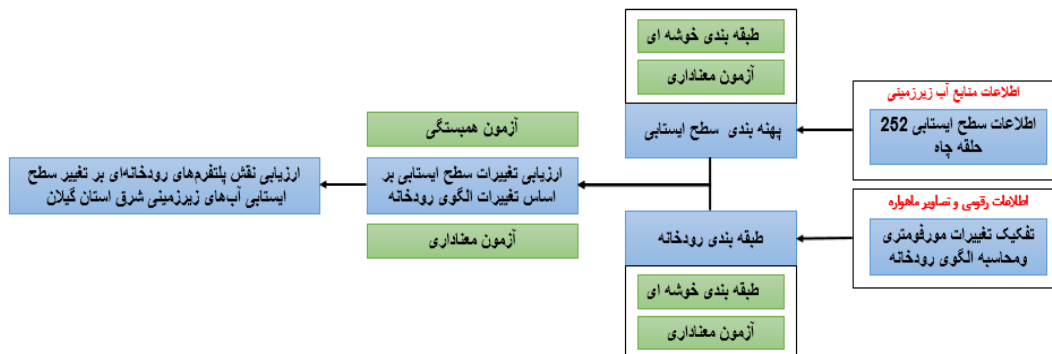 اطلاعات منابع آب زیرزمینی
اطلاعات سطح ایستابی 252
حلقه چاه
اطلاعات رقومی و تصاویر ماهواره
تفکیک تغییرات مورفومتری
ومحاسبه الگوی رودخانه
طبقه بندی خوشه ای
آزمون معناداری
پهنه بندی سطح ایستابی
طبقه بندی رودخانه
طبقه بندی خوشه ای
آزمون معناداری
آزمون همبستگی
ارزیابی تغییرات سطح ایستابی بر
اساس تغییرات الگوی رودخانه
آزمون معناداری
ارزیابی نقش پلتفرم‌های رودخانه‌ای بر تغییر سطح
ایستابی آب‌های زیرزمینی شرق استان گیلان